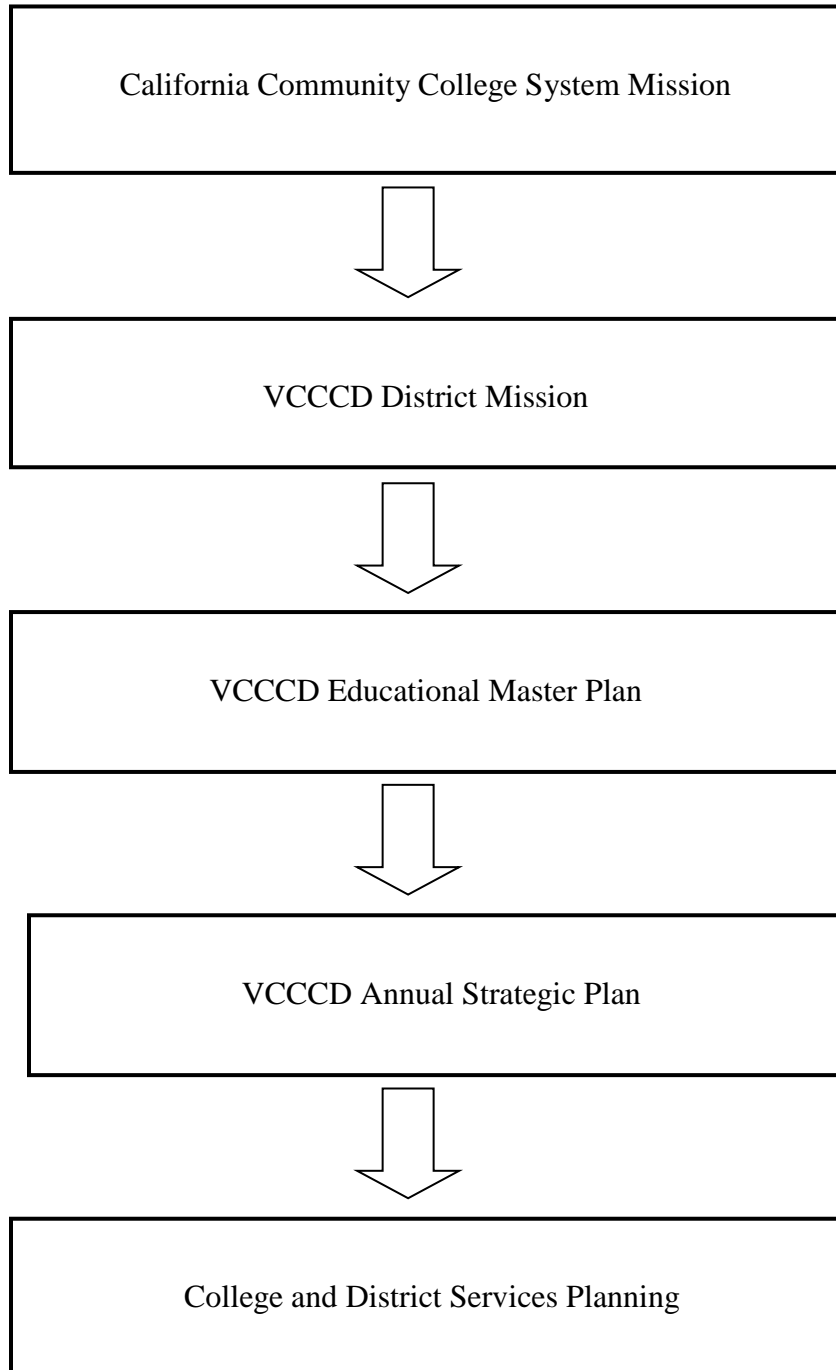 California Community College System Mission
VCCCD District Mission
VCCCD Educational Master Plan
VCCCD Annual Strategic Plan
College and District Services Planning